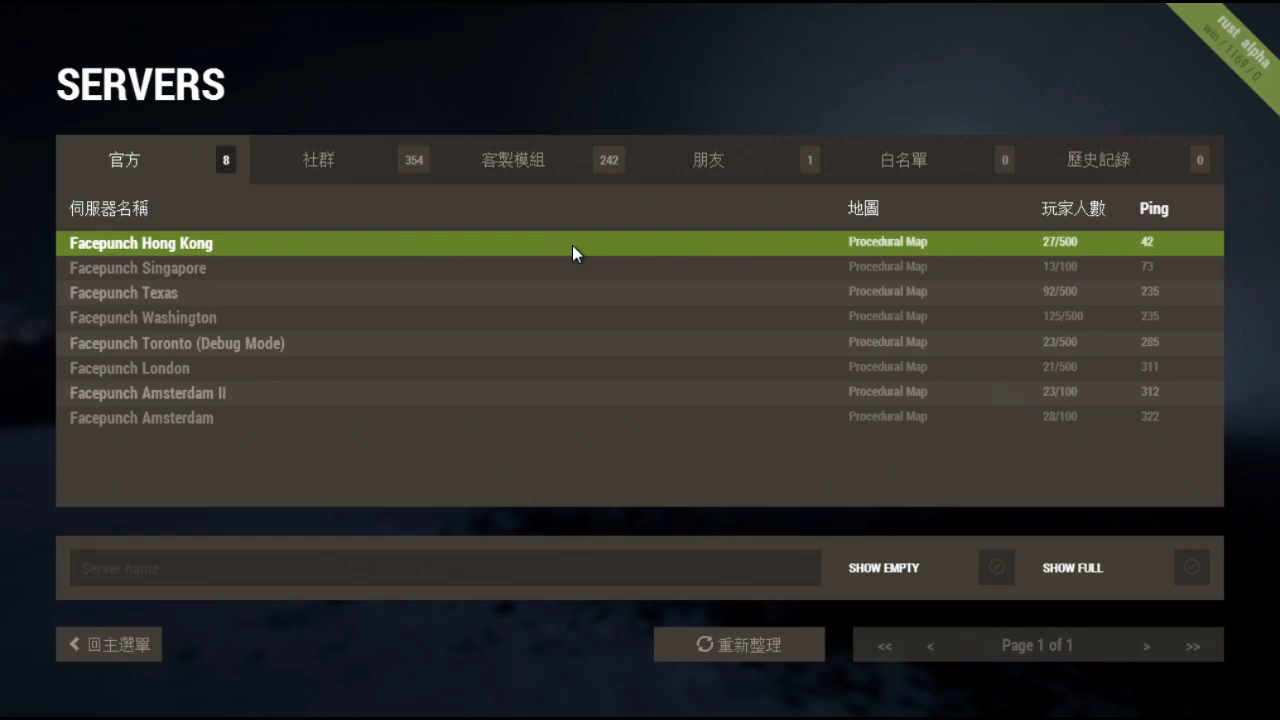 rust alpha
win / 1169 / 0
SERVERS
官方 8 社群 354 客製模組 242 朋友 1 白名單 0 歷史記錄 0
伺服器名稱 地圖 玩家人數 Ping
Facepunch Hong Kong Procedural Map 27/500 42
Facepunch Singapore Procedural Map 13/100 73
Facepunch Texas Procedural Map 92/500 235
Facepunch Washington Procedural Map 125/500 235
Facepunch Toronto (Debug Mode) Procedural Map 23/500 285
Facepunch London Procedural Map 21/500 311
Facepunch Amsterdam II Procedural Map 23/100 312
Facepunch Amsterdam Procedural Map 28/100 322
Server name SHOW EMPTY SHOW FULL
回主選單 重新整理 << < Page 1 of 1 > >>